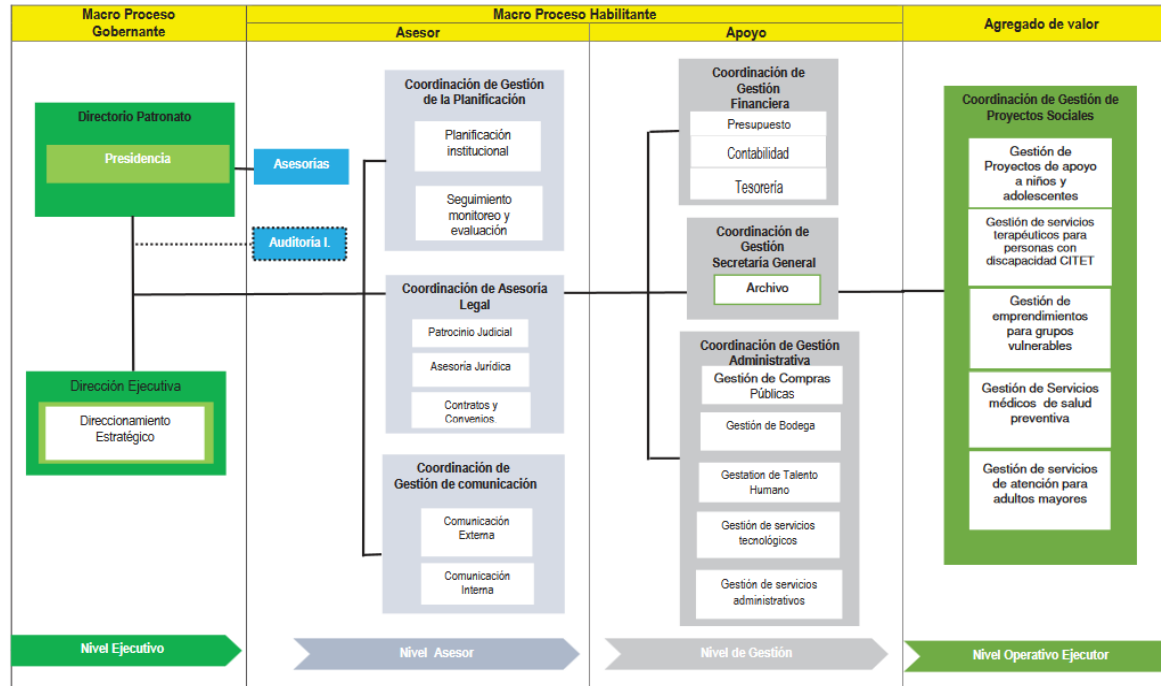 Macro Proceso
Gobernante
Macro Proceso Habilitante
Asesor
Apoyo
Agregado de valor
Directorio Patronato
Presidencia
Asesorías
Auditoría I.
Dirección Ejecutiva
Direccionamiento
Estratégico
Coordinación de Gestión
de la Planificación
Planificación
institucional
Seguimiento
monitoreo y
evaluación
Coordinación de Asesoría
Legal
Patrocinio Judicial
Asesoría Jurídica
Contratos y
Convenios.
Coordinación de
Gestión de comunicación
Comunicación
Externa
Comunicación
Interna
Coordinación de
Gestión
Financiera
Presupuesto
Contabilidad
Tesorería
Coordinación de
Gestión
Secretaría General
Archivo
Coordinación de Gestión
Administrativa
Gestión de Compras
Públicas
Gestión de Bodega
Gestation de Talento
Humano
Gestión de servicios
tecnológicos
Gestión de servicios
administrativos
Coordinación de Gestión de
Proyectos Sociales
Gestión de
Proyectos de apoyo
a niños y
adolescentes
Gestión de servicios
terapéuticos para
personas con
discapacidad CITET
Gestión de
emprendimientos
para grupos
vulnerables
Gestión de Servicios
médicos de salud
preventiva
Gestión de servicios
de atención para
adultos mayores
Nivel Ejecutivo
Nivel Asesor
Nivel de Gestión
Nivel Operativo Ejecutor